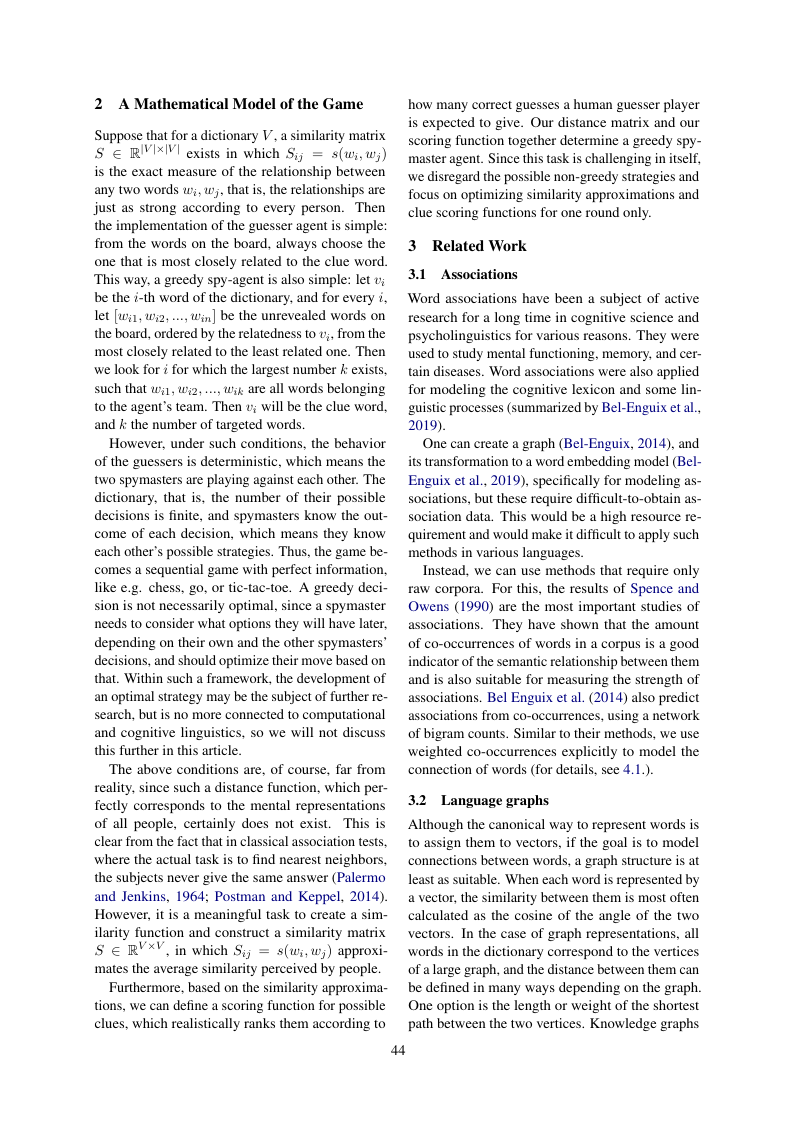 2 A Mathematical Model of the Game
Suppose that for a dictionary V, a similarity matrix
S ∈ ℝ^{|V|×|V|} exists in which S_{ij} = s(w_i, w_j)
is the exact measure of the relationship between
any two words w_i, w_j, that is, the relationships are
just as strong according to every person. Then
the implementation of the guesser agent is simple:
from the words on the board, always choose the
one that is most closely related to the clue word.
This way, a greedy spy-agent is also simple: let v_i
be the i-th word of the dictionary, and for every i,
let [w_{i1}, w_{i2}, ..., w_{in}] be the unrevealed words on
the board, ordered by the relatedness to v_i, from the
most closely related to the least related one. Then
we look for i for which the largest number k exists,
such that w_{i1}, w_{i2}, ..., w_{ik} are all words belonging
to the agent's team. Then v_i will be the clue word,
and k the number of targeted words.
However, under such conditions, the behavior
of the guessers is deterministic, which means the
two spymasters are playing against each other. The
dictionary, that is, the number of their possible
decisions is finite, and spymasters know the out-
come of each decision, which means they know
each other's possible strategies. Thus, the game be-
comes a sequential game with perfect information,
like e.g. chess, go, or tic-tac-toe. A greedy deci-
sion is not necessarily optimal, since a spymaster
needs to consider what options they will have later,
depending on their own and the other spymasters'
decisions, and should optimize their move based on
that. Within such a framework, the development of
an optimal strategy may be the subject of further re-
search, but is no more connected to computational
and cognitive linguistics, so we will not discuss
this further in this article.
The above conditions are, of course, far from
reality, since such a distance function, which per-
fectly corresponds to the mental representations
of all people, certainly does not exist. This is
clear from the fact that in classical association tests,
where the actual task is to find nearest neighbors,
the subjects never give the same answer (Palermo
and Jenkins, 1964; Postman and Keppel, 2014).
However, it is a meaningful task to create a sim-
ilarity function and construct a similarity matrix
S ∈ ℝ^{V×V}, in which S_{ij} = s(w_i, w_j) approxi-
mates the average similarity perceived by people.
Furthermore, based on the similarity approxima-
tions, we can define a scoring function for possible
clues, which realistically ranks them according to
how many correct guesses a human guesser player
is expected to give. Our distance matrix and our
scoring function together determine a greedy spy-
master agent. Since this task is challenging in itself,
we disregard the possible non-greedy strategies and
focus on optimizing similarity approximations and
clue scoring functions for one round only.
3 Related Work
3.1 Associations
Word associations have been a subject of active
research for a long time in cognitive science and
psycholinguistics for various reasons. They were
used to study mental functioning, memory, and cer-
tain diseases. Word associations were also applied
for modeling the cognitive lexicon and some lin-
guistic processes (summarized by Bel-Enguix et al.,
2019).
One can create a graph (Bel-Enguix, 2014), and
its transformation to a word embedding model (Bel-
Enguix et al., 2019), specifically for modeling as-
sociations, but these require difficult-to-obtain as-
sociation data. This would be a high resource re-
quirement and would make it difficult to apply such
methods in various languages.
Instead, we can use methods that require only
raw corpora. For this, the results of Spence and
Owens (1990) are the most important studies of
associations. They have shown that the amount
of co-occurrences of words in a corpus is a good
indicator of the semantic relationship between them
and is also suitable for measuring the strength of
associations. Bel Enguix et al. (2014) also predict
associations from co-occurrences, using a network
of bigram counts. Similar to their methods, we use
weighted co-occurrences explicitly to model the
connection of words (for details, see 4.1.).
3.2 Language graphs
Although the canonical way to represent words is
to assign them to vectors, if the goal is to model
connections between words, a graph structure is at
least as suitable. When each word is represented by
a vector, the similarity between them is most often
calculated as the cosine of the angle of the two
vectors. In the case of graph representations, all
words in the dictionary correspond to the vertices
of a large graph, and the distance between them can
be defined in many ways depending on the graph.
One option is the length or weight of the shortest
path between the two vertices. Knowledge graphs
44